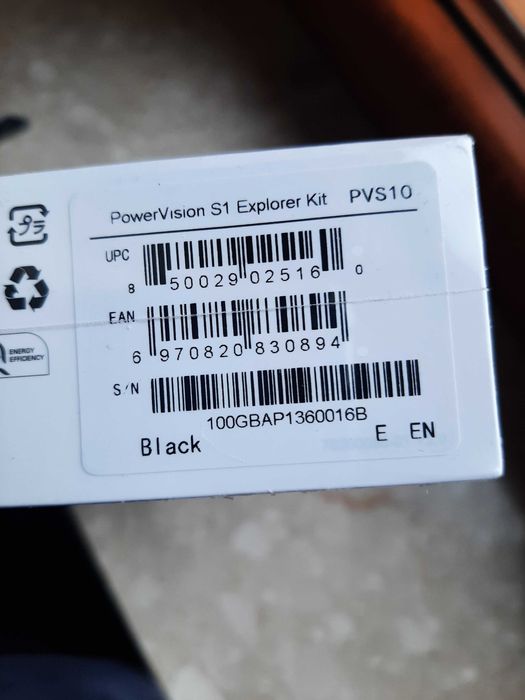 PowerVision S1 Explorer Kit PVS10
UPC
8 50029 02516 0
EAN
6 970820 830894
S/N
100GBAP1360016B
Black E EN
ENERGY
EFFICIENCY